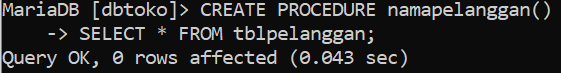 MariaDB [dbtoko]> CREATE PROCEDURE namapelanggan()
    -> SELECT * FROM tblpelanggan;
Query OK, 0 rows affected (0.043 sec)